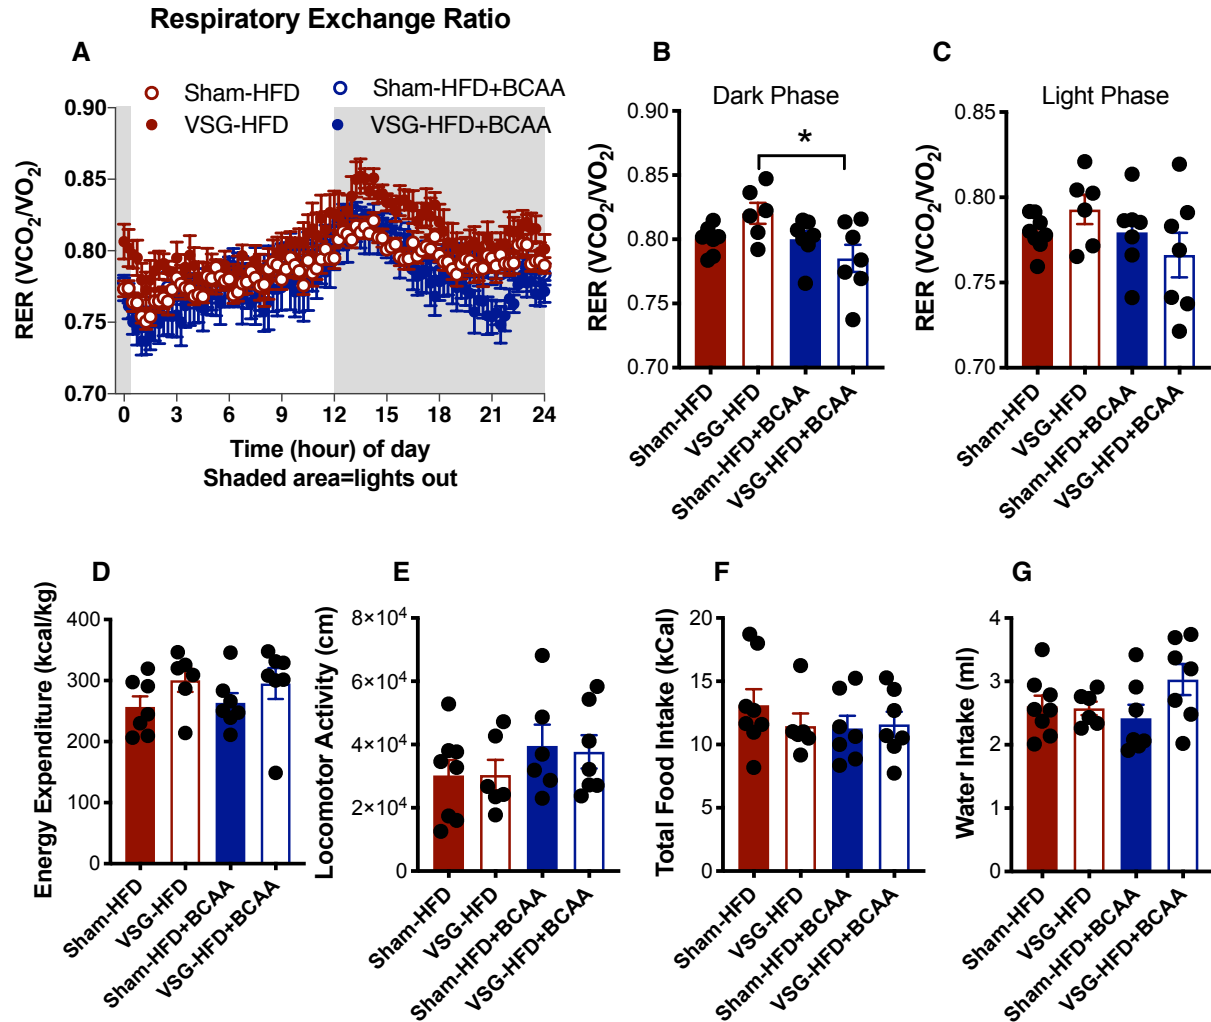 Respiratory Exchange Ratio
A
Sham-HFD
Sham-HFD+BCAA
VSG-HFD
VSG-HFD+BCAA
RER (VCO2/VO2)
0.90
0.85
0.80
0.75
0.70
0 3 6 9 12 15 18 21 24
Time (hour) of day
Shaded area=lights out
B
Dark Phase
*
RER (VCO2/VO2)
0.90
0.85
0.80
0.75
0.70
Sham-HFD
VSG-HFD
Sham-HFD+BCAA
VSG-HFD+BCAA
C
Light Phase
RER (VCO2/VO2)
0.85
0.80
0.75
0.70
Sham-HFD
VSG-HFD
Sham-HFD+BCAA
VSG-HFD+BCAA
D
Energy Expenditure (kcal/kg)
400
300
200
100
0
Sham-HFD
VSG-HFD
Sham-HFD+BCAA
VSG-HFD+BCAA
E
Locomotor Activity (cm)
8×10⁴
6×10⁴
4×10⁴
2×10⁴
0
Sham-HFD
VSG-HFD
Sham-HFD+BCAA
VSG-HFD+BCAA
F
Total Food Intake (kCal)
20
15
10
5
0
Sham-HFD
VSG-HFD
Sham-HFD+BCAA
VSG-HFD+BCAA
G
Water Intake (ml)
4
3
2
1
0
Sham-HFD
VSG-HFD
Sham-HFD+BCAA
VSG-HFD+BCAA